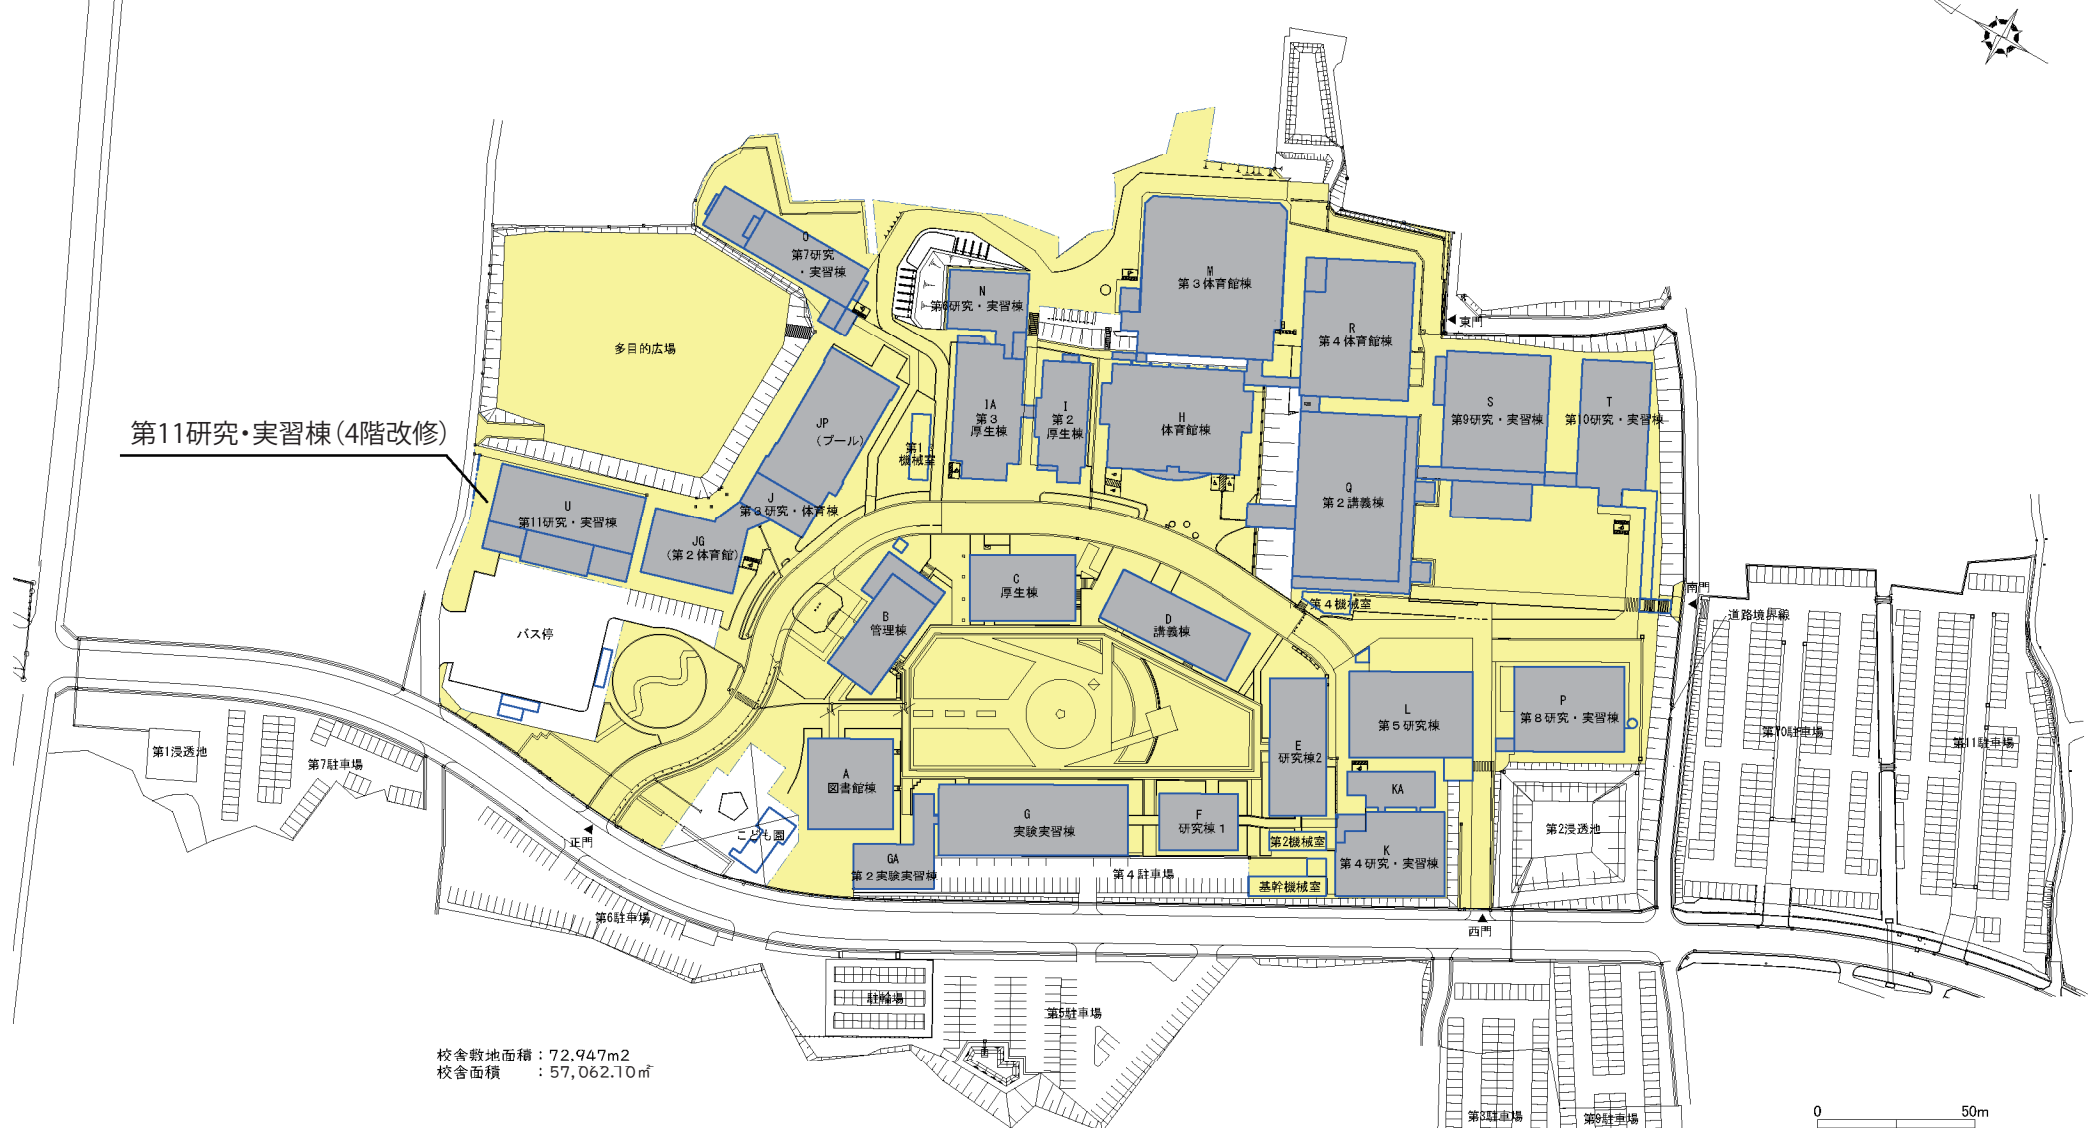 O
第7研究
・実習棟
N
第6研究・実習棟
M
第３体育館棟
R
第４体育館棟
東門
多目的広場
S
第9研究・実習棟
T
第10研究・実習棟
第11研究・実習棟（4階改修）
JP
（プール）
第１
機械室
IA
第３
厚生棟
I
第２
厚生棟
H
体育館棟
Q
第２講義棟
U
第11研究・実習棟
J
第３研究・体育棟
JG
（第２体育館）
C
厚生棟
D
講義棟
B
管理棟
第４機械室
南門
道路境界線
バス停
L
第５研究棟
P
第８研究・実習棟
第10駐車場
第11駐車場
第1浸透池
第7駐車場
E
研究棟2
A
図書館棟
KA
こども園
正門
G
実験実習棟
F
研究棟１
第2機械室
第2浸透池
GA
第２実験実習棟
第４駐車場
基幹機械室
K
第４研究・実習棟
第6駐車場
西門
駐輪場
第5駐車場
校舎敷地面積：72,947m2
校舎面積　　：57,062.10㎡
第3駐車場
第9駐車場
0 50m